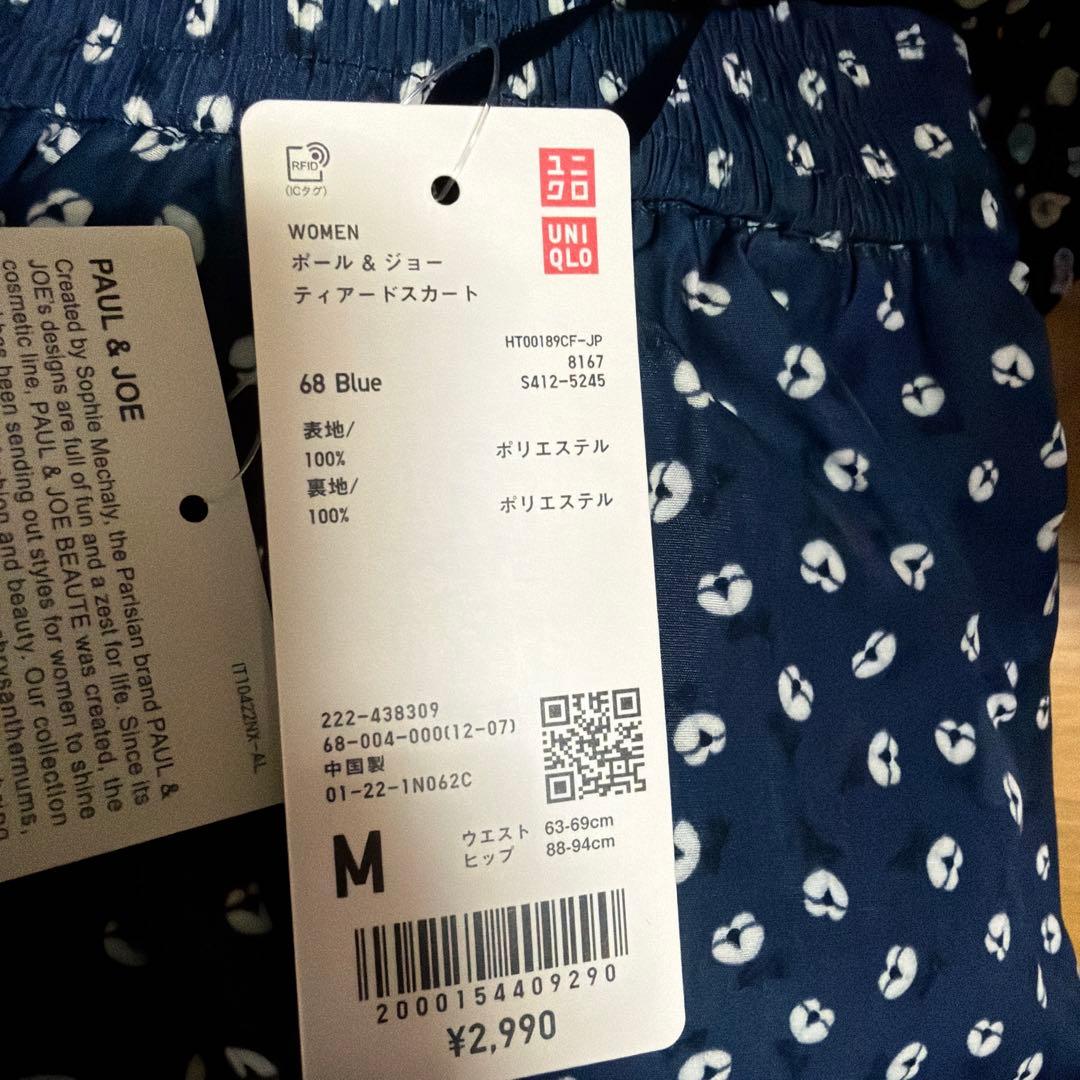 RFID
(ICタグ)
ユニ
クロ
UNI
QLO
WOMEN
ポール & ジョー
ティアードスカート
HT00189CF-JP
8167
S412-5245
68 Blue
表地/
100% ポリエステル
裏地/
100% ポリエステル
222-438309
68-004-000(12-07)
中国製
01-22-1N062C
M
ウエスト 63-69cm
ヒップ 88-94cm
2000154409290
¥2,990
PAUL & JOE
Created by Sophie Mechaly, the Parisian brand PAUL &
JOE's designs are full of fun and a zest for life. Since its
cosmetic line, PAUL & JOE BEAUTE was created, the
been sending out styles for women to shine
and beauty. Our collection
chrysanthemums,
IT10422NX-AL